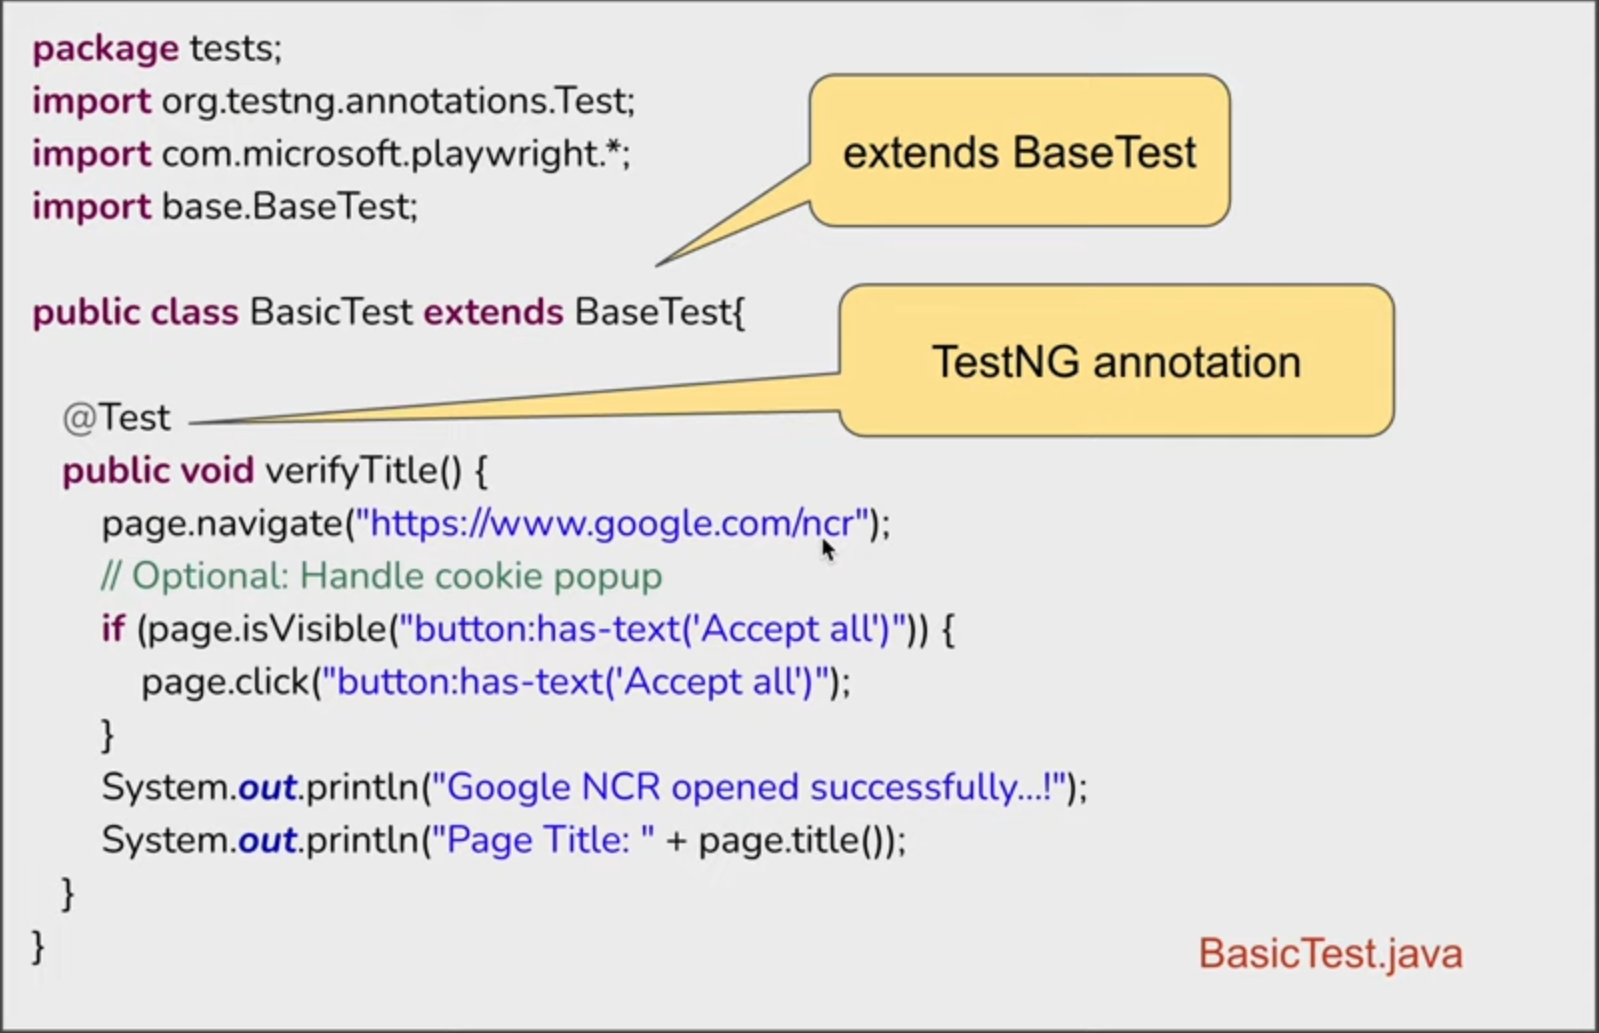 package tests;
import org.testng.annotations.Test;
import com.microsoft.playwright.*;
import base.BaseTest;
extends BaseTest
public class BasicTest extends BaseTest{
TestNG annotation
@Test
public void verifyTitle() {
page.navigate("https://www.google.com/ncr");
// Optional: Handle cookie popup
if (page.isVisible("button:has-text('Accept all')")) {
page.click("button:has-text('Accept all')");
}
System.out.println("Google NCR opened successfully...!");
System.out.println("Page Title: " + page.title());
}
}
BasicTest.java